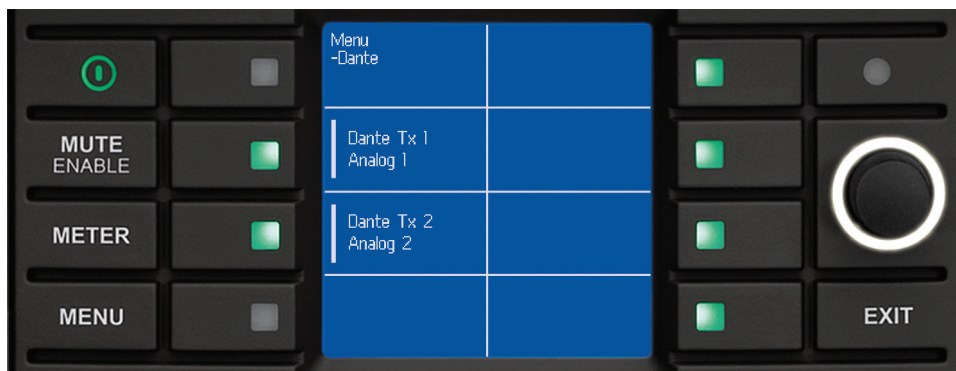 MUTE
ENABLE
METER
MENU
Menu
-Dante
Dante Tx 1
Analog 1
Dante Tx 2
Analog 2
EXIT